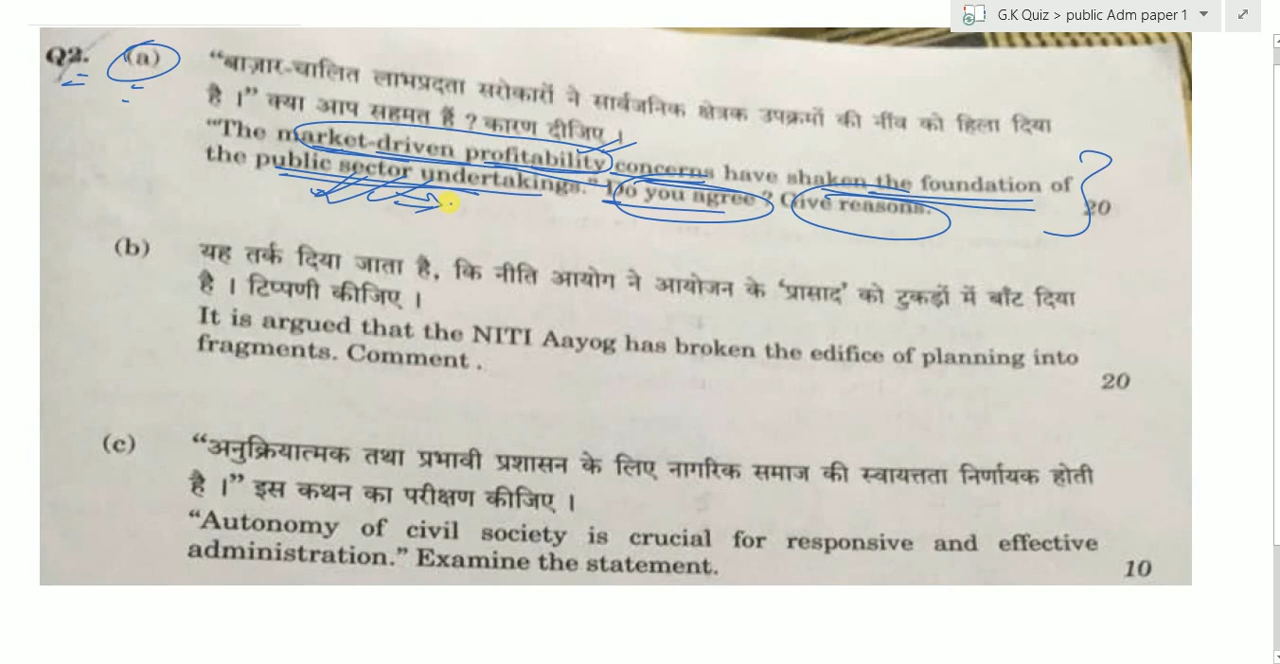 G.K Quiz > public Adm paper 1
Q2. (a) “बाज़ार-चालित लाभप्रदता सरोकारों ने सार्वजनिक क्षेत्रक उपक्रमों की नींव को हिला दिया
है ।” क्या आप सहमत हैं ? कारण दीजिए ।
“The market-driven profitability concerns have shaken the foundation of
the public sector undertakings.” Do you agree ? Give reasons. 20
(b) यह तर्क दिया जाता है, कि नीति आयोग ने आयोजन के ‘प्रासाद’ को टुकड़ों में बाँट दिया
है । टिप्पणी कीजिए ।
It is argued that the NITI Aayog has broken the edifice of planning into
fragments. Comment . 20
(c) “अनुक्रियात्मक तथा प्रभावी प्रशासन के लिए नागरिक समाज की स्वायत्तता निर्णायक होती
है ।” इस कथन का परीक्षण कीजिए ।
“Autonomy of civil society is crucial for responsive and effective
administration.” Examine the statement. 10